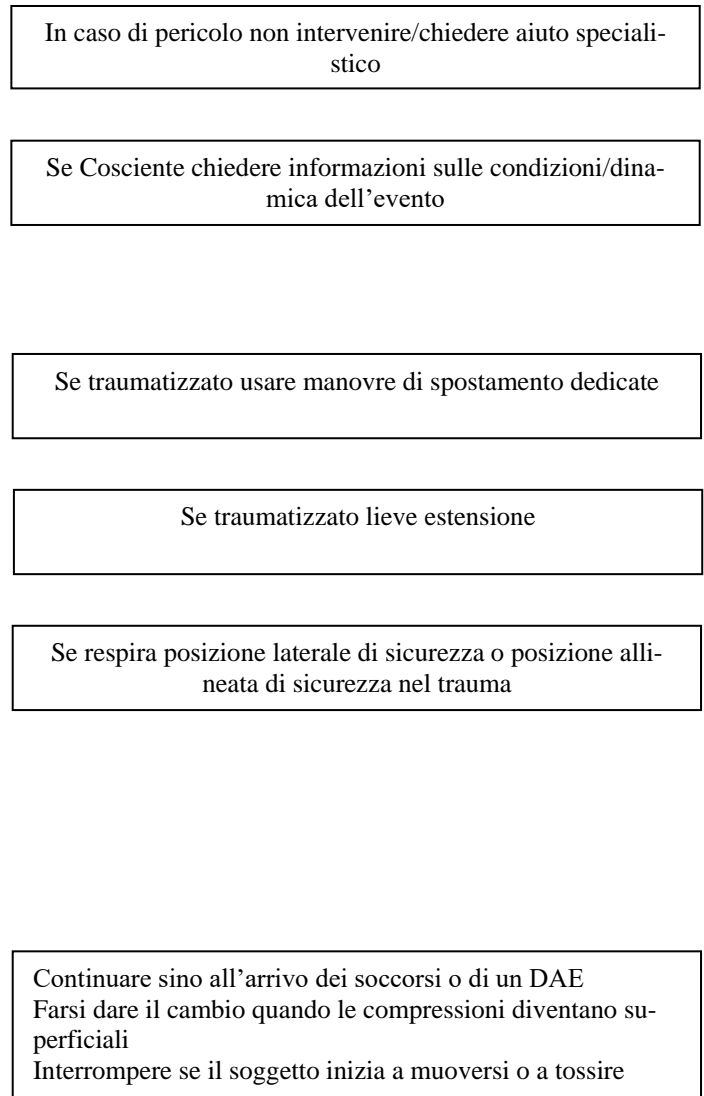 In caso di pericolo non intervenire/chiedere aiuto speciali-
stico
Se Cosciente chiedere informazioni sulle condizioni/dina-
mica dell’evento
Se traumatizzato usare manovre di spostamento dedicate
Se traumatizzato lieve estensione
Se respira posizione laterale di sicurezza o posizione alli-
neata di sicurezza nel trauma
Continuare sino all’arrivo dei soccorsi o di un DAE
Farsi dare il cambio quando le compressioni diventano su-
perficiali
Interrompere se il soggetto inizia a muoversi o a tossire